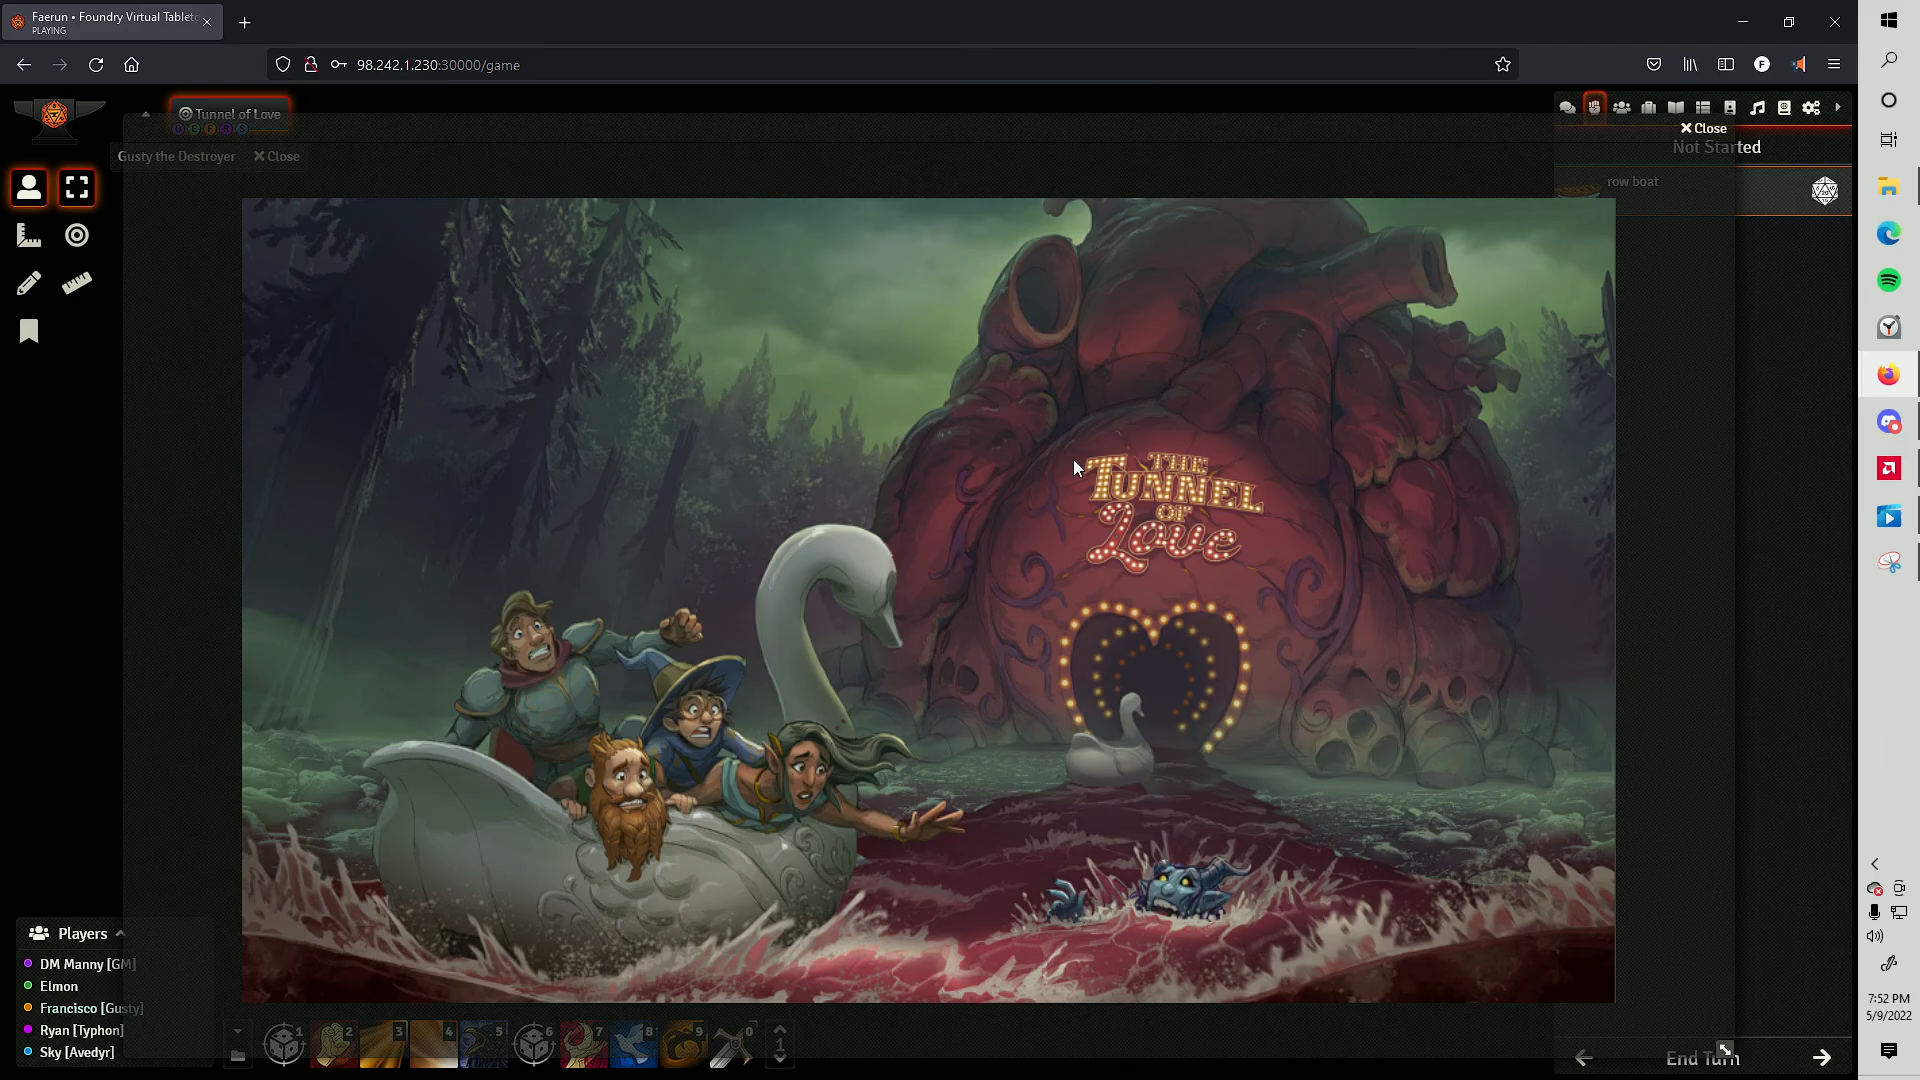 Faerun • Foundry Virtual Tableto
PLAYING
98.242.1.230:30000/game
Tunnel of Love
D E F R S
Close
Not Started
Gusty the Destroyer Close
row boat
20
THE
TUNNEL
OF
Love
Players
DM Manny [GM]
Elmon
Francisco [Gusty]
Ryan [Typhon]
Sky [Avedyr]
1 2 3 4 5 6 7 8 9 0
1
End Turn
7:52 PM
5/9/2022